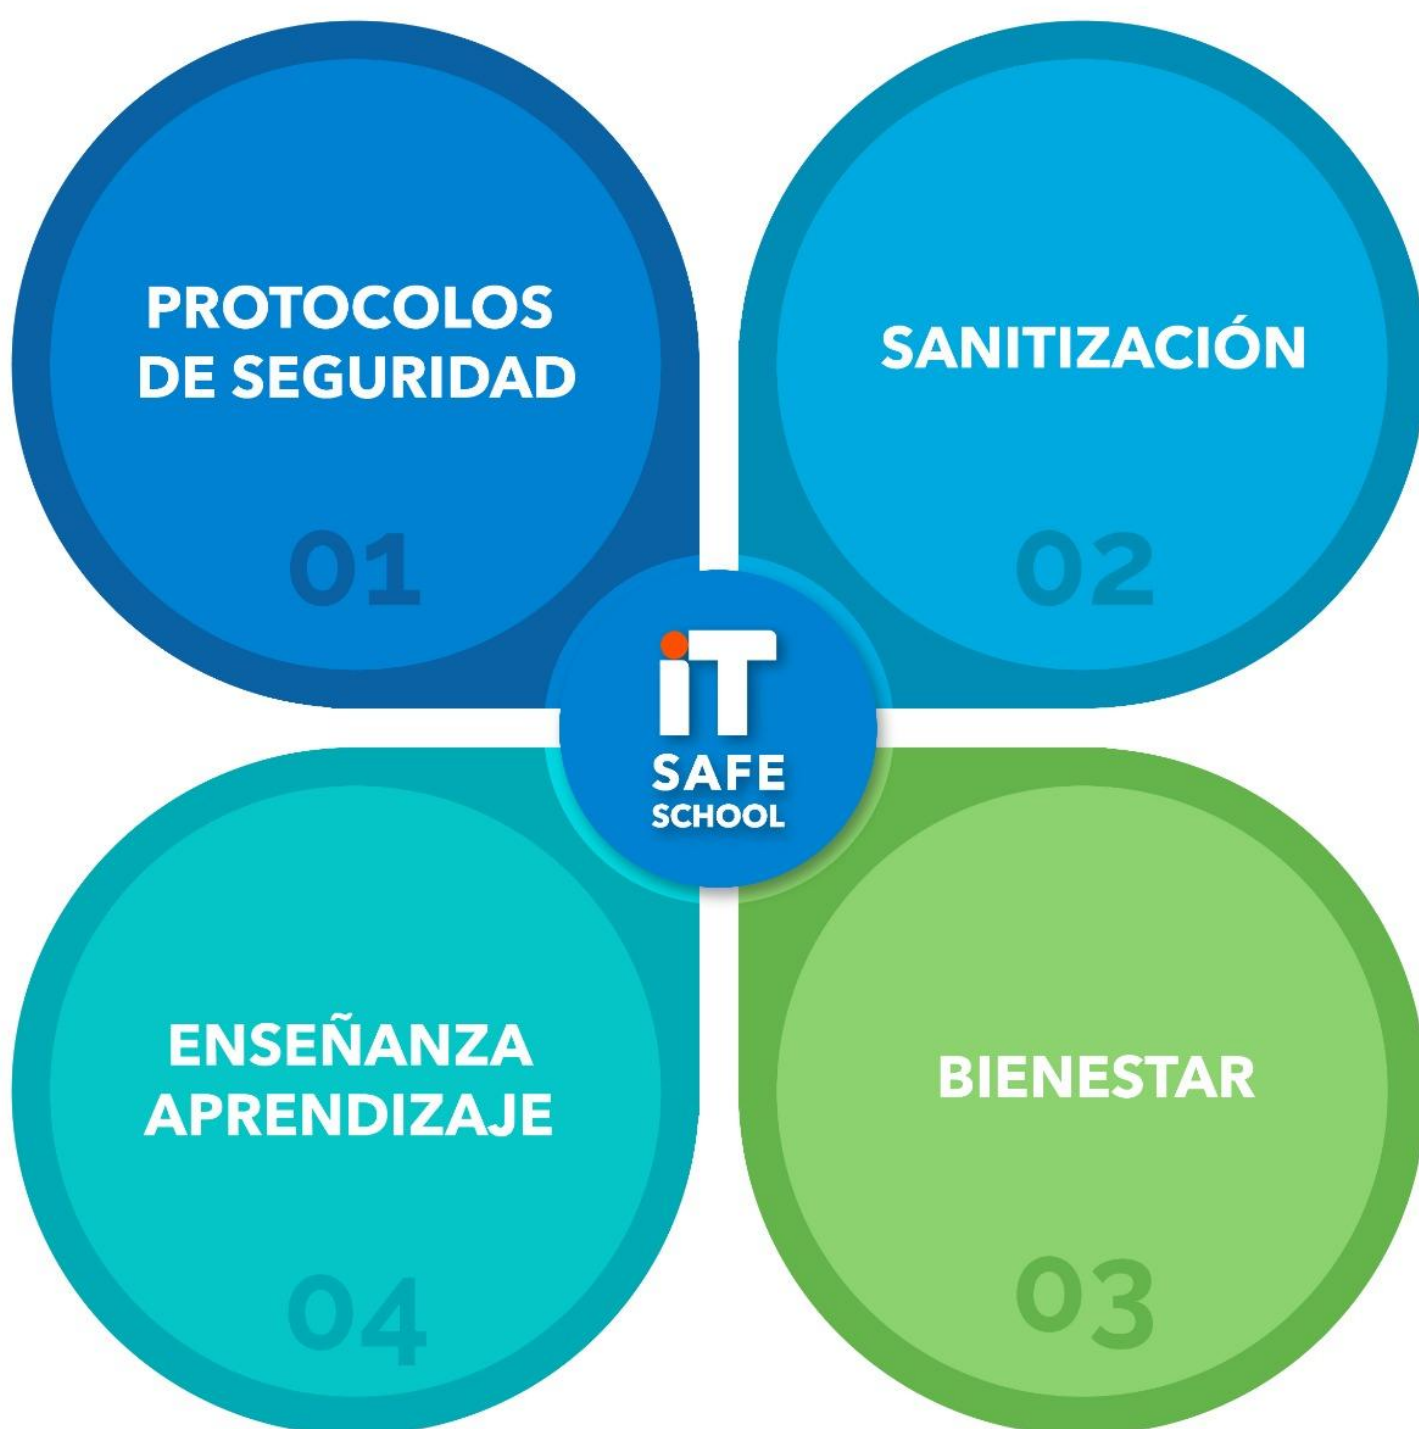 PROTOCOLOS
DE SEGURIDAD
01
SANITIZACIÓN
02
iT
SAFE
SCHOOL
ENSEÑANZA
APRENDIZAJE
04
BIENESTAR
03